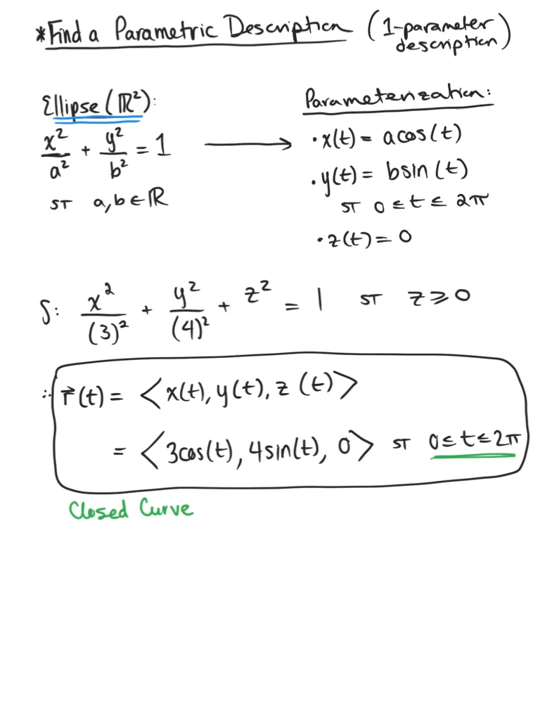 *Find a Parametric Description (1-parameter description)
Ellipse (ℝ²):
x²/a² + y²/b² = 1 ⟶
ST a,b∈ℝ
Parameterization:
·x(t) = acos(t)
·y(t) = bsin(t)
ST 0≤t≤2π
·z(t) = 0
S: x²/(3)² + y²/(4)² + z² = 1 ST z≥0
∴ r⃗(t) = <x(t), y(t), z(t)>
= <3cos(t), 4sin(t), 0> ST 0≤t≤2π
Closed Curve